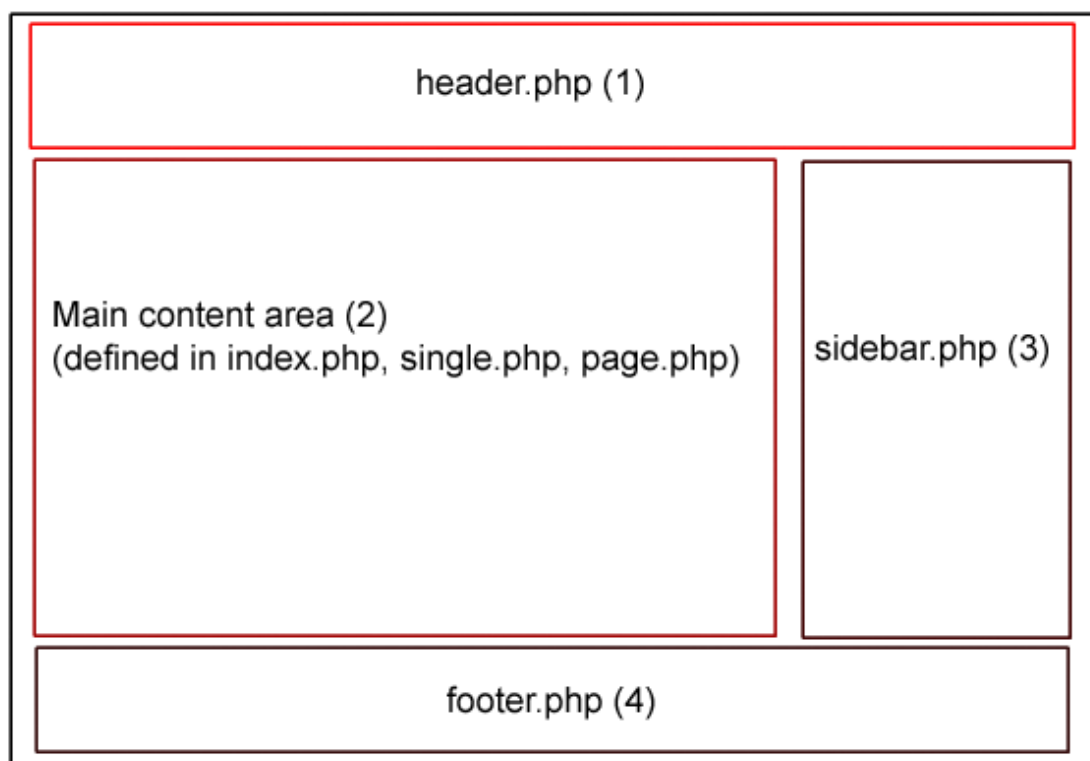 header.php (1)
Main content area (2)
(defined in index.php, single.php, page.php)
sidebar.php (3)
footer.php (4)